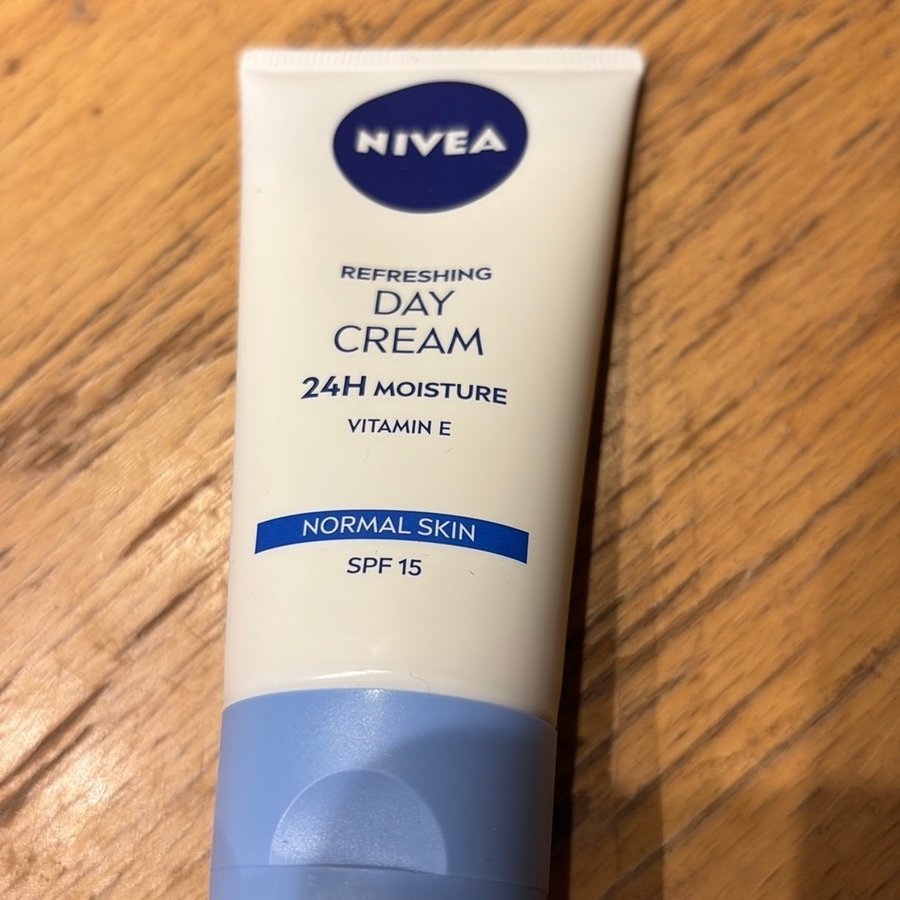 NIVEA
REFRESHING
DAY
CREAM
24H MOISTURE
VITAMIN E
NORMAL SKIN
SPF 15